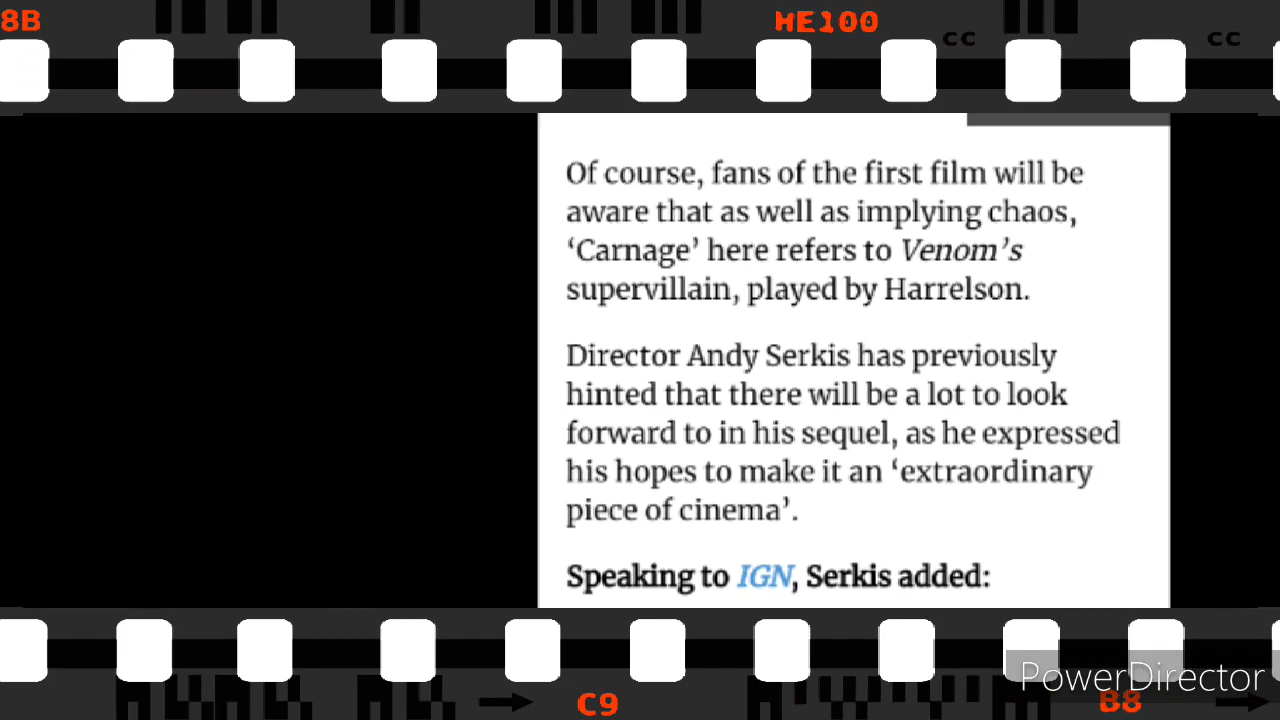 8B
ME100
cc
cc
Of course, fans of the first film will be
aware that as well as implying chaos,
‘Carnage’ here refers to Venom’s
supervillain, played by Harrelson.
Director Andy Serkis has previously
hinted that there will be a lot to look
forward to in his sequel, as he expressed
his hopes to make it an ‘extraordinary
piece of cinema’.
Speaking to IGN, Serkis added:
PowerDirector
C9
B8